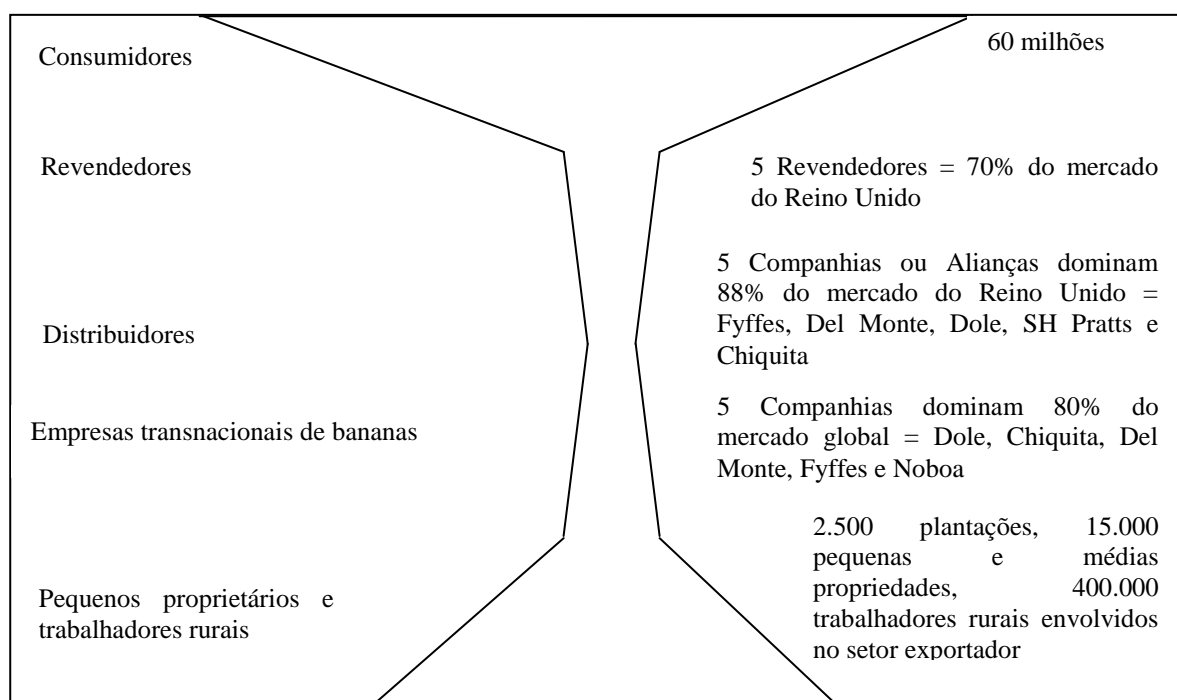 Consumidores
60 milhões
Revendedores
5 Revendedores = 70% do mercado
do Reino Unido
Distribuidores
5 Companhias ou Alianças dominam
88% do mercado do Reino Unido =
Fyffes, Del Monte, Dole, SH Pratts e
Chiquita
Empresas transnacionais de bananas
5 Companhias dominam 80% do
mercado global = Dole, Chiquita, Del
Monte, Fyffes e Noboa
Pequenos proprietários e
trabalhadores rurais
2.500 plantações, 15.000
pequenas e médias
propriedades, 400.000
trabalhadores rurais envolvidos
no setor exportador